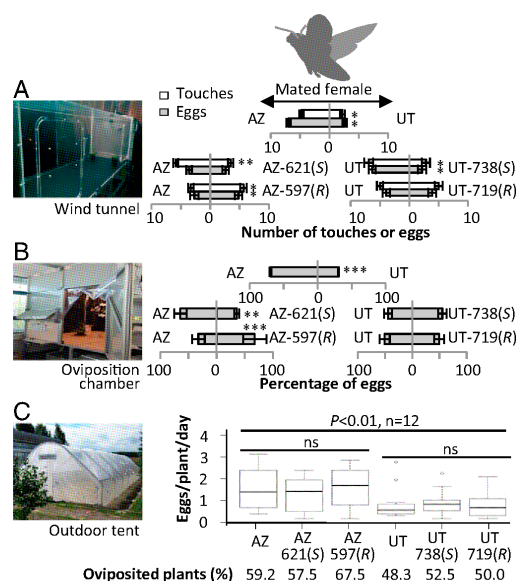 A
Touches
Eggs
Mated female
AZ
UT
*
*
10 0 10
AZ ** AZ-621(S)
UT * * UT-738(S)
AZ * * AZ-597(R)
UT UT-719(R)
10 0 10 10 0 10
Wind tunnel
Number of touches or eggs
B
AZ *** UT
100 0 100
AZ ** AZ-621(S) UT UT-738(S)
AZ *** AZ-597(R) UT UT-719(R)
100 0 100 100 0 100
Oviposition
chamber
Percentage of eggs
C
Eggs/plant/day
P<0.01, n=12
ns ns
4
3
2
1
0
Outdoor tent
AZ AZ 621(S) AZ 597(R) UT UT 738(S) UT 719(R)
Oviposited plants (%) 59.2 57.5 67.5 48.3 52.5 50.0